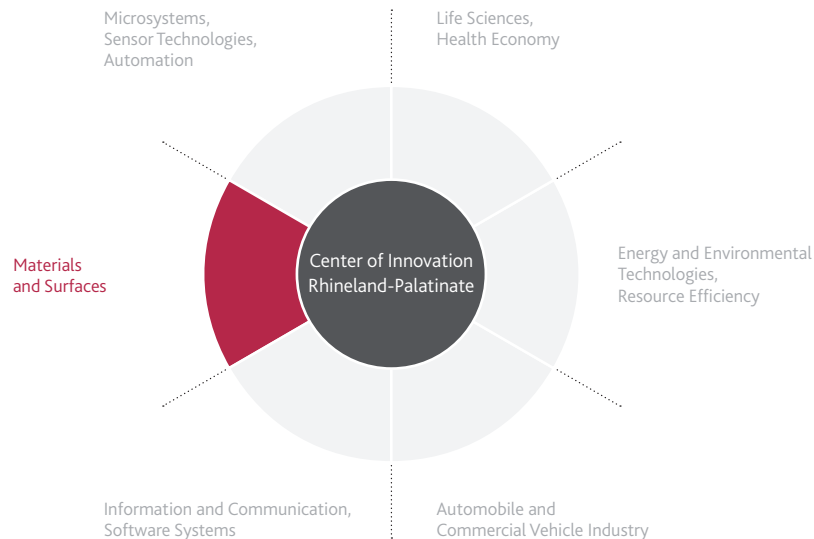 Microsystems,
Sensor Technologies,
Automation
Life Sciences,
Health Economy
Materials
and Surfaces
Center of Innovation
Rhineland-Palatinate
Energy and Environmental
Technologies,
Resource Efficiency
Information and Communication,
Software Systems
Automobile and
Commercial Vehicle Industry